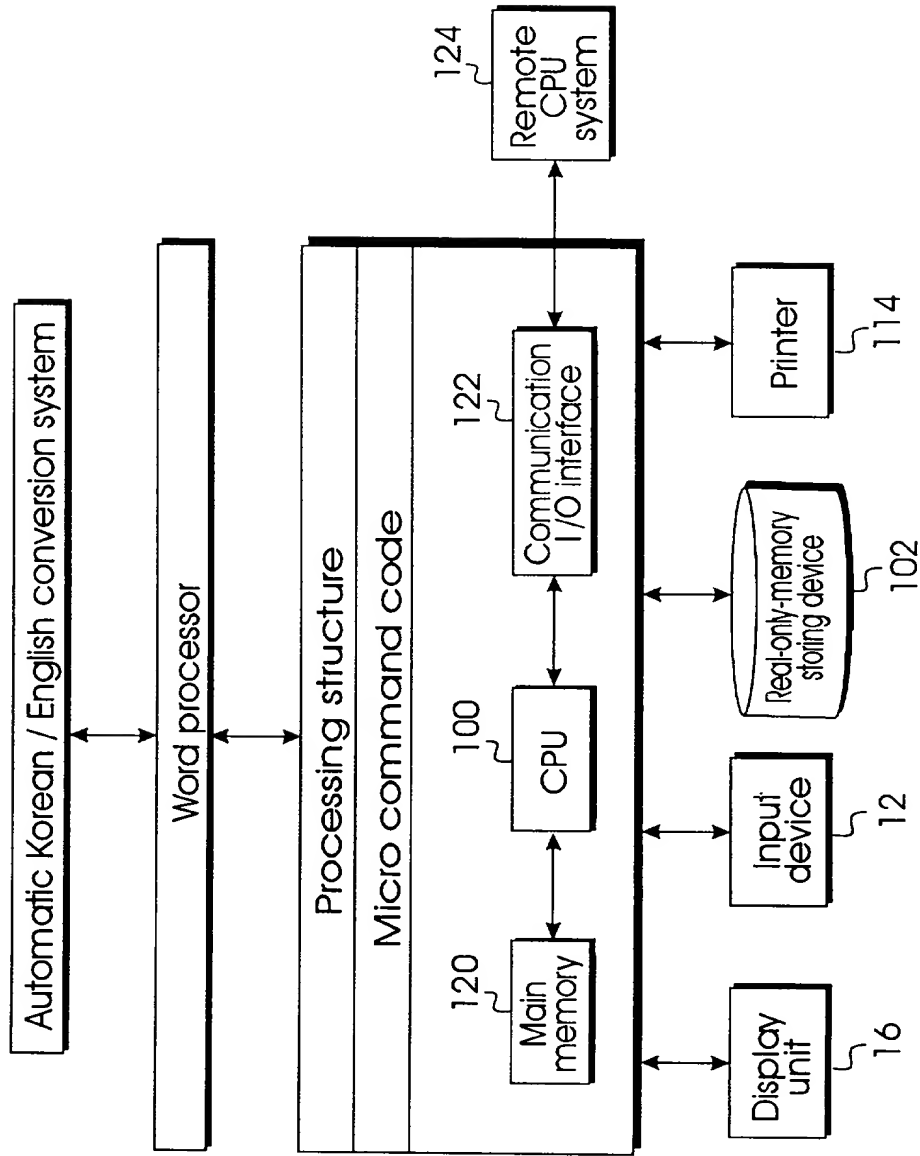 Automatic Korean / English conversion system
Word processor
Processing structure
Micro command code
120
Main
memory
100
CPU
122
Communication
I/O interface
124
Remote
CPU
system
Display
unit
16
Input
device
12
Real-only-memory
storing device
102
Printer
114